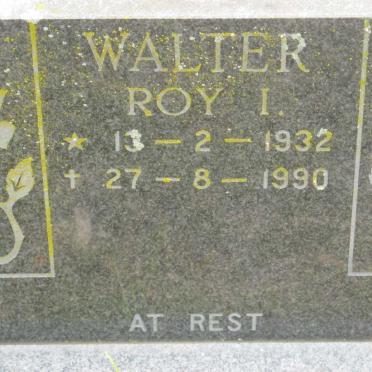 WALTER
ROY I.
* 13 – 2 – 1932
† 27 – 8 – 1990
AT REST